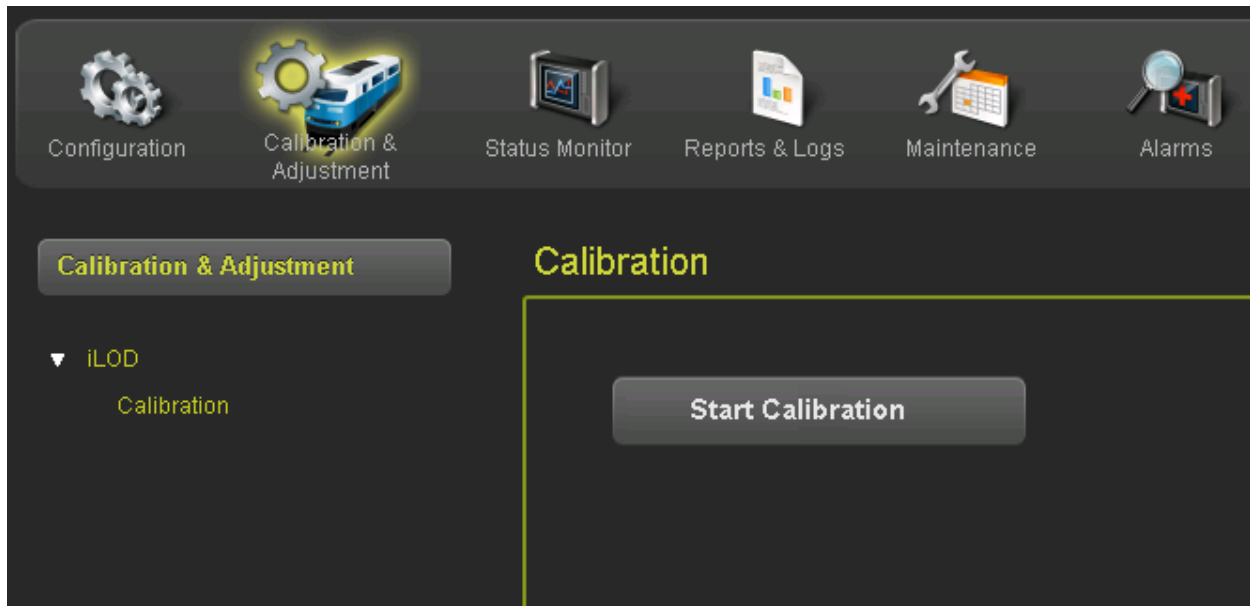 Configuration
Calibration &
Adjustment
Status Monitor
Reports & Logs
Maintenance
Alarms
Calibration & Adjustment
Calibration
iLOD
Calibration
Start Calibration